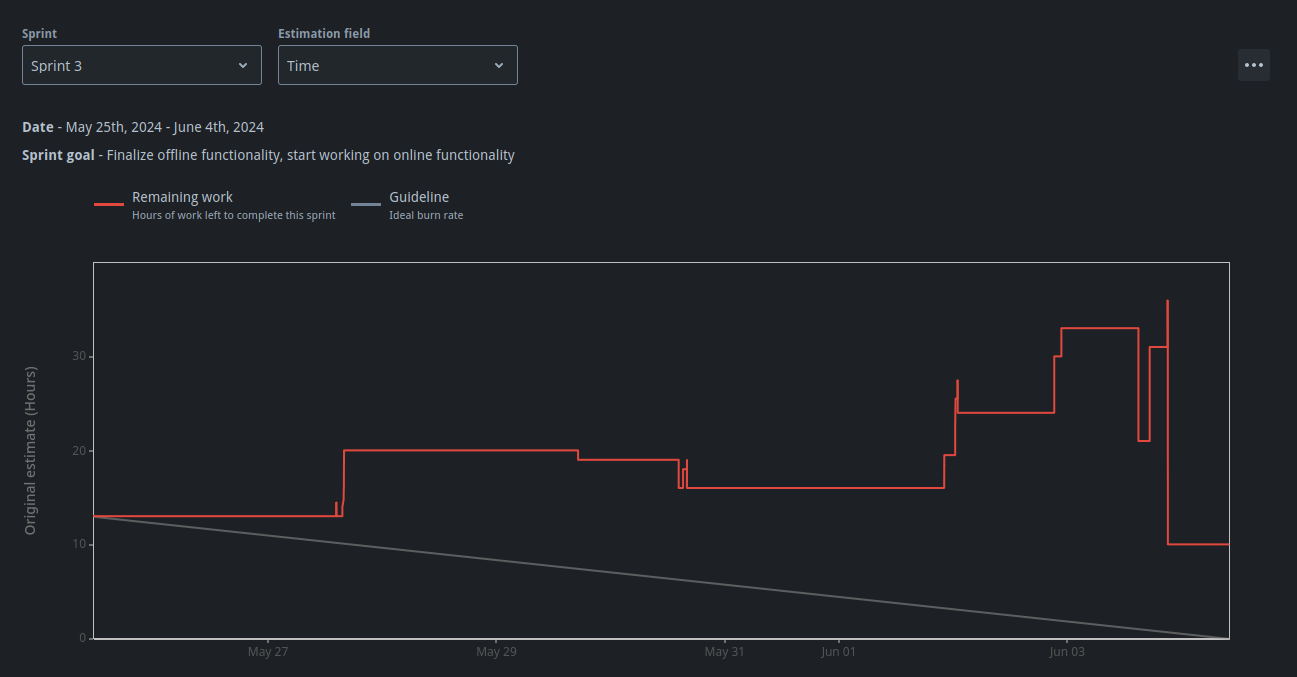 Sprint
Estimation field
Sprint 3
Time
Date - May 25th, 2024 - June 4th, 2024
Sprint goal - Finalize offline functionality, start working on online functionality
Remaining work
Hours of work left to complete this sprint
Guideline
Ideal burn rate
Original estimate (Hours)
30
20
10
0
May 27
May 29
May 31
Jun 01
Jun 03